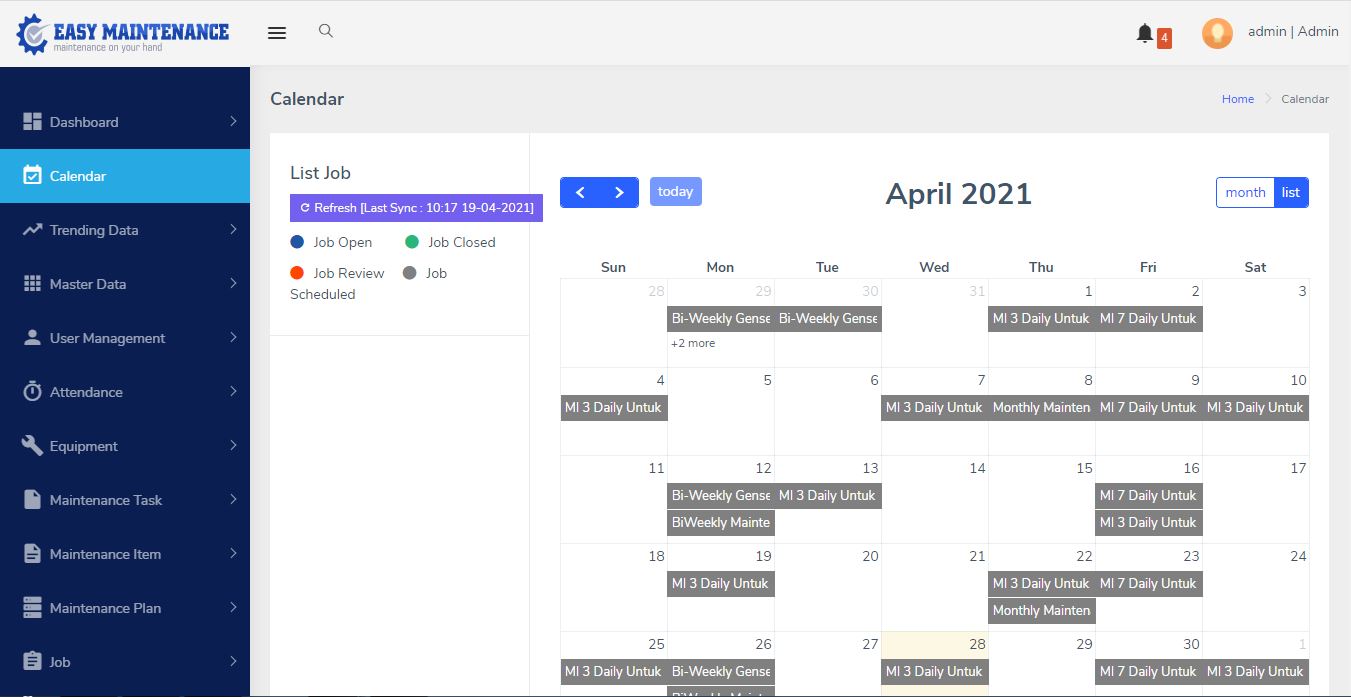 EASY MAINTENANCE
maintenance on your hand
4
admin | Admin
Dashboard
Calendar
Trending Data
Master Data
User Management
Attendance
Equipment
Maintenance Task
Maintenance Item
Maintenance Plan
Job
Calendar
Home Calendar
List Job
Refresh [Last Sync : 10:17 19-04-2021]
Job Open Job Closed
Job Review Job
Scheduled
today
April 2021
month list
Sun Mon Tue Wed Thu Fri Sat
28 29 30 31 1 2 3
Bi-Weekly Gense Bi-Weekly Gense MI 3 Daily Untuk MI 7 Daily Untuk
+2 more
4 5 6 7 8 9 10
MI 3 Daily Untuk MI 3 Daily Untuk Monthly Mainten MI 7 Daily Untuk MI 3 Daily Untuk
11 12 13 14 15 16 17
Bi-Weekly Gense MI 3 Daily Untuk MI 7 Daily Untuk
BiWeekly Mainte MI 3 Daily Untuk
18 19 20 21 22 23 24
MI 3 Daily Untuk MI 3 Daily Untuk MI 7 Daily Untuk
Monthly Mainten
25 26 27 28 29 30 1
MI 3 Daily Untuk Bi-Weekly Gense MI 3 Daily Untuk MI 7 Daily Untuk MI 3 Daily Untuk